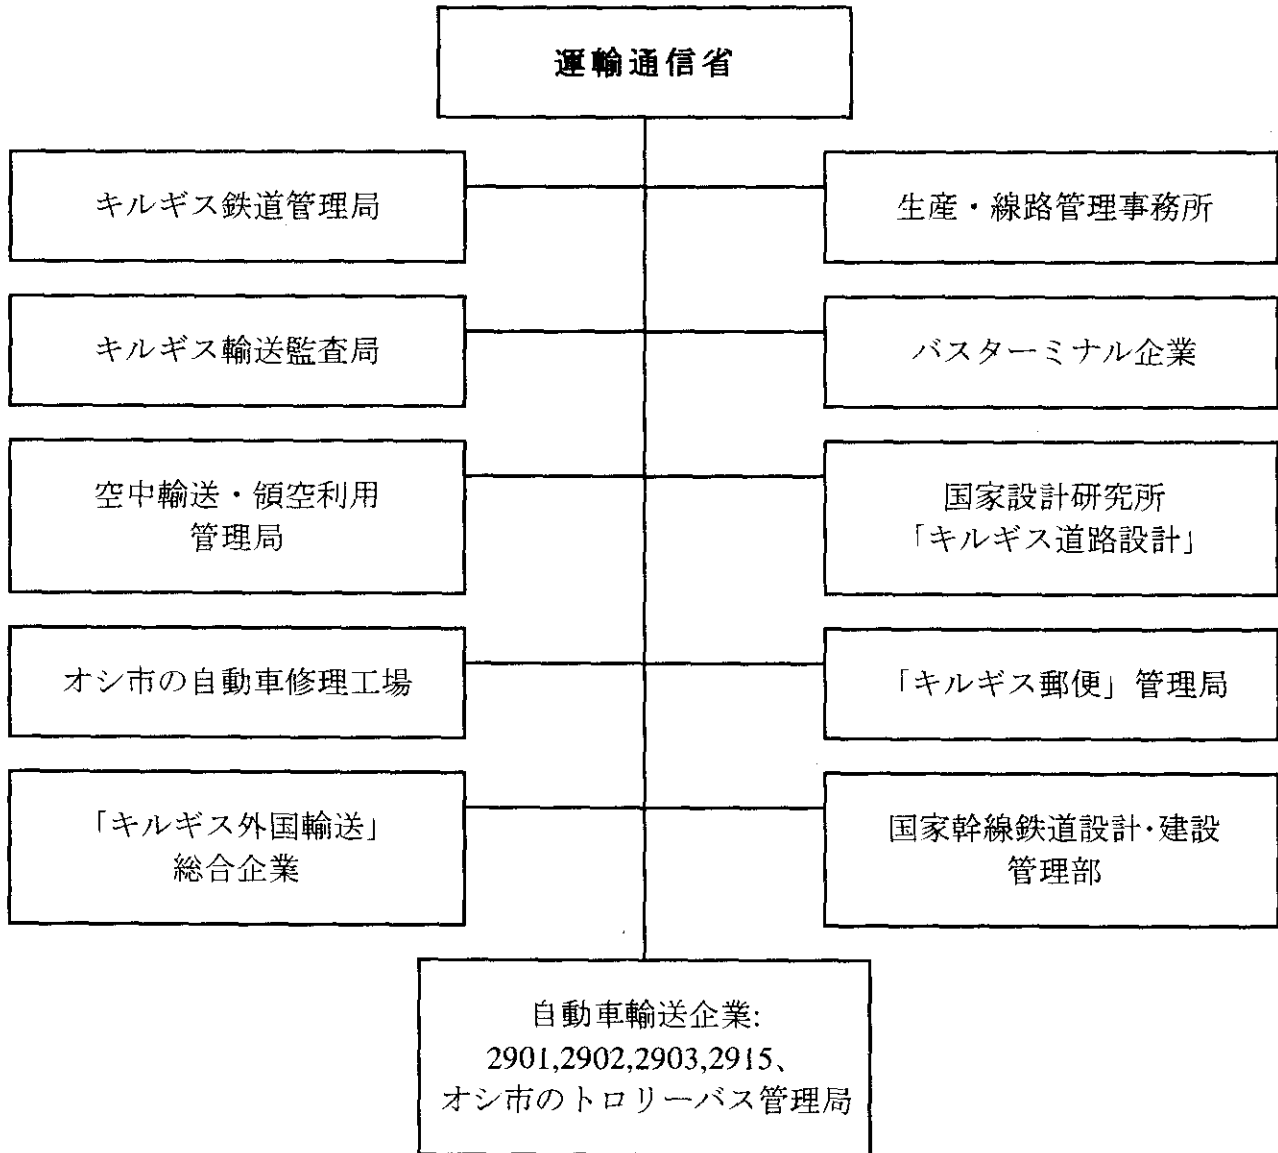 運輸通信省
キルギス鉄道管理局
生産・線路管理事務所
キルギス輸送監査局
バスターミナル企業
空中輸送・領空利用
管理局
国家設計研究所
「キルギス道路設計」
オシ市の自動車修理工場
「キルギス郵便」管理局
「キルギス外国輸送」
総合企業
国家幹線鉄道設計・建設
管理部
自動車輸送企業:
2901,2902,2903,2915、
オシ市のトロリーバス管理局